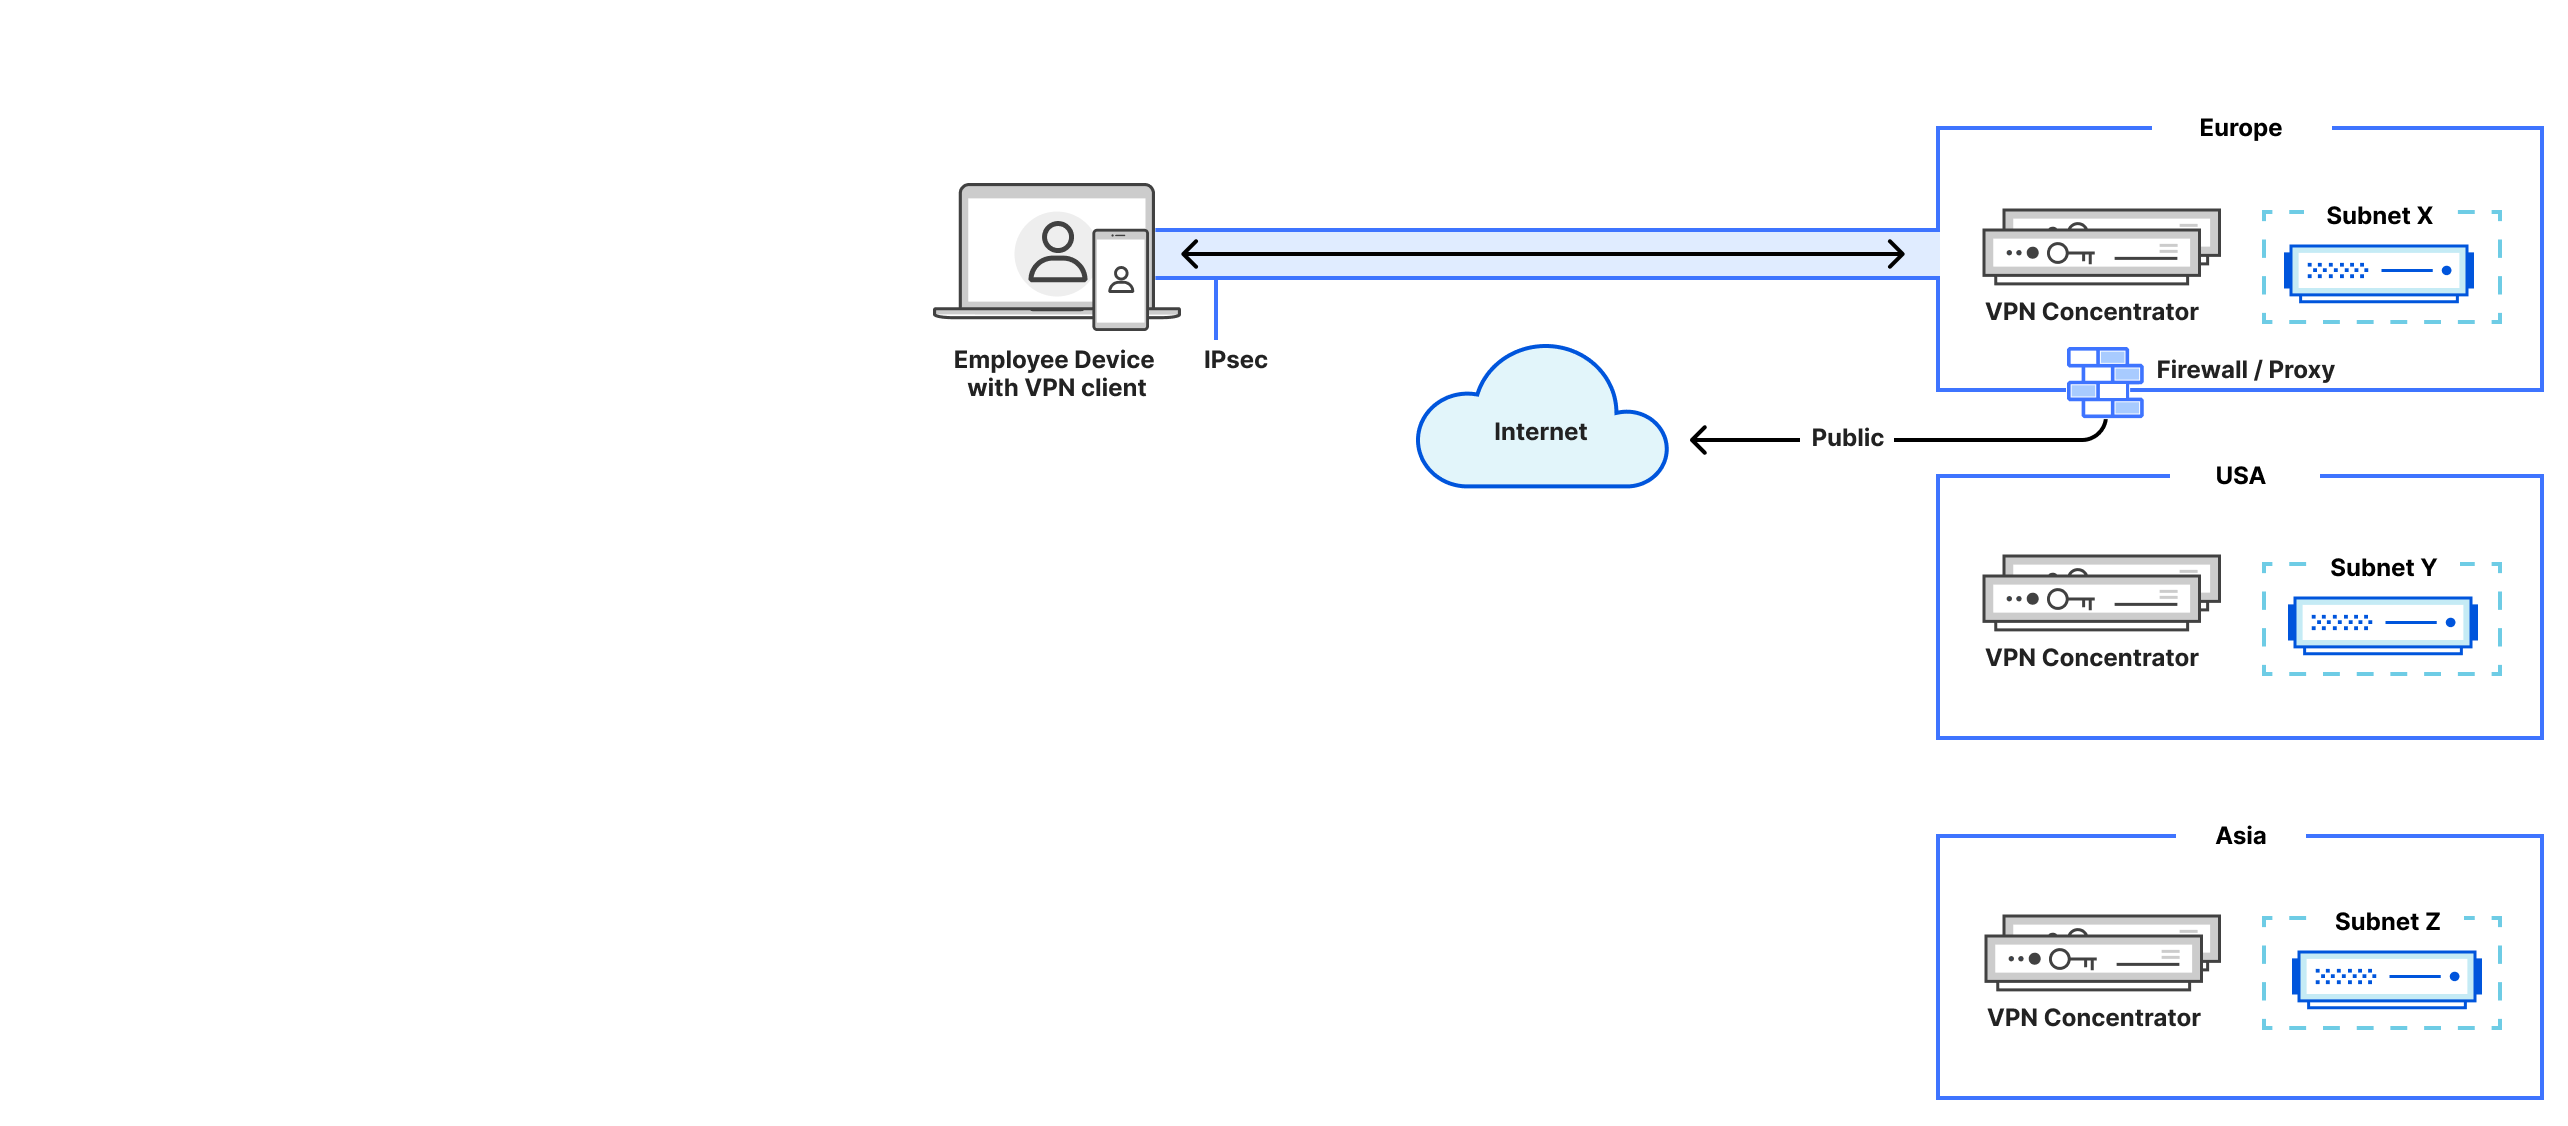 Europe
Subnet X
VPN Concentrator
Employee Device
with VPN client
IPsec
Firewall / Proxy
Internet
Public
USA
Subnet Y
VPN Concentrator
Asia
Subnet Z
VPN Concentrator